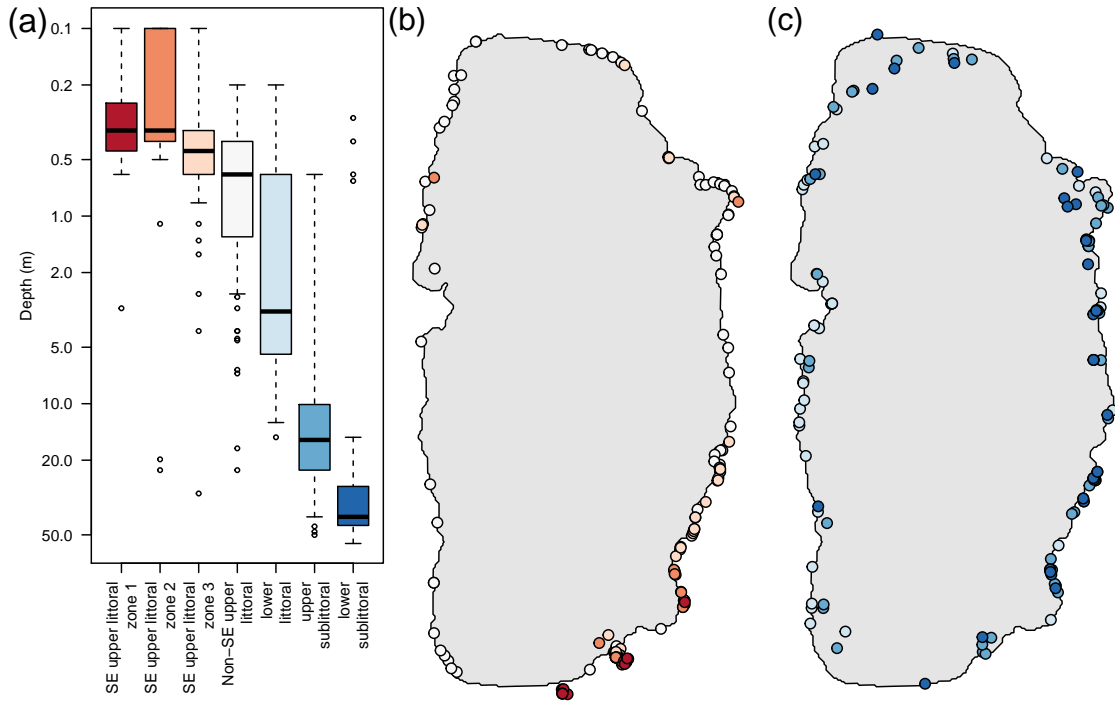 (a)
(b)
(c)
0.1
0.2
0.5
1.0
2.0
5.0
10.0
20.0
50.0
Depth (m)
SE upper littoral
zone 1
SE upper littoral
zone 2
SE upper littoral
zone 3
Non−SE upper
littoral
lower
littoral
upper
sublittoral
lower
sublittoral